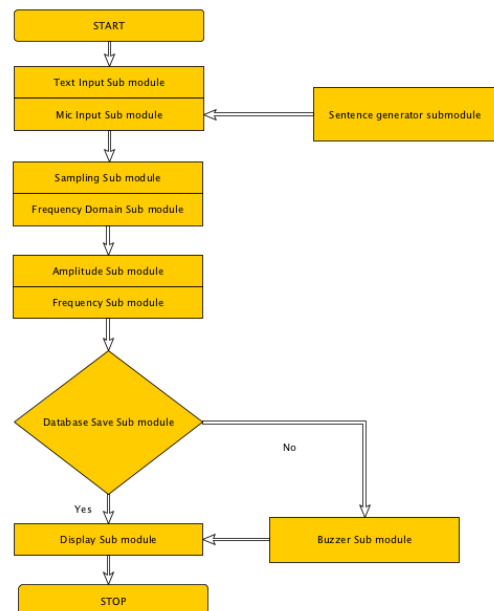 START
Text Input Sub module
Mic Input Sub module
Sentence generator submodule
Sampling Sub module
Frequency Domain Sub module
Amplitude Sub module
Frequency Sub module
Database Save Sub module
No
Yes
Display Sub module
Buzzer Sub module
STOP